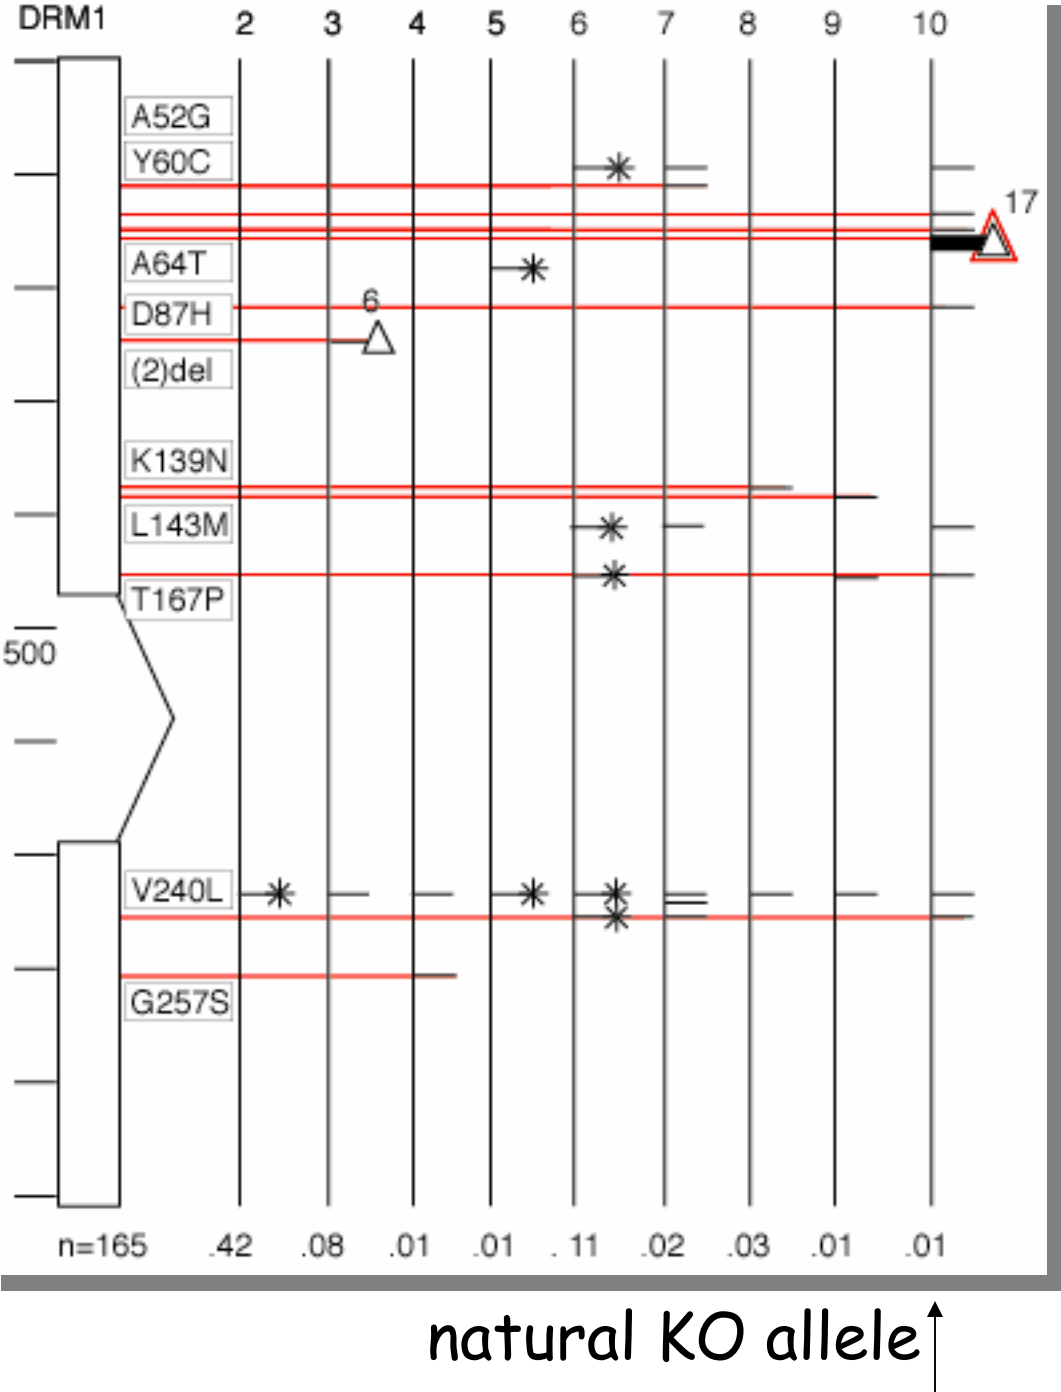 DRM1 2 3 4 5 6 7 8 9 10
A52G
Y60C
17
A64T
6
D87H
(2)del
K139N
L143M
T167P
500
V240L
G257S
n=165 .42 .08 .01 .01 .11 .02 .03 .01 .01
natural KO allele